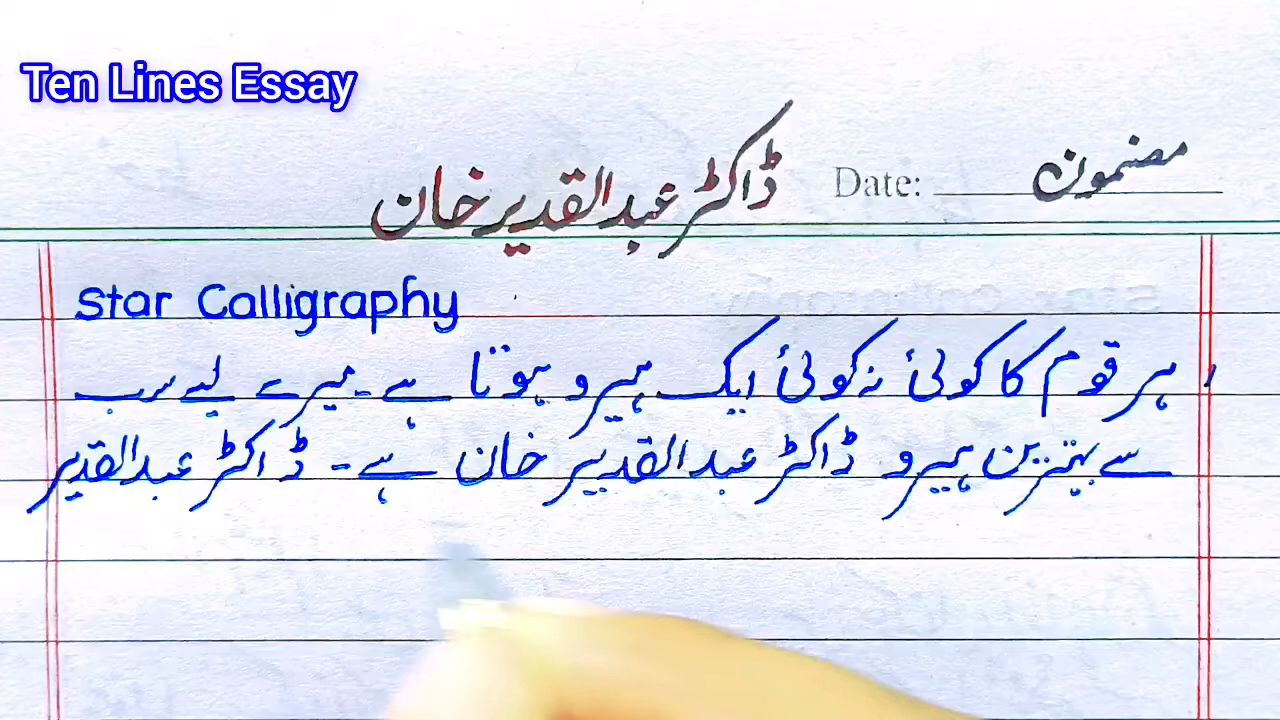 Ten Lines Essay
مضمون
Date:
ڈاکٹر عبدالقدیر خان
Star Calligraphy
ہر قوم کا کوئی نہ کوئی ایک ہیرو ہوتا ہے۔ میرے لیے سب
سے بہترین ہیرو ڈاکٹر عبدالقدیر خان ہے۔ ڈاکٹر عبدالقدیر